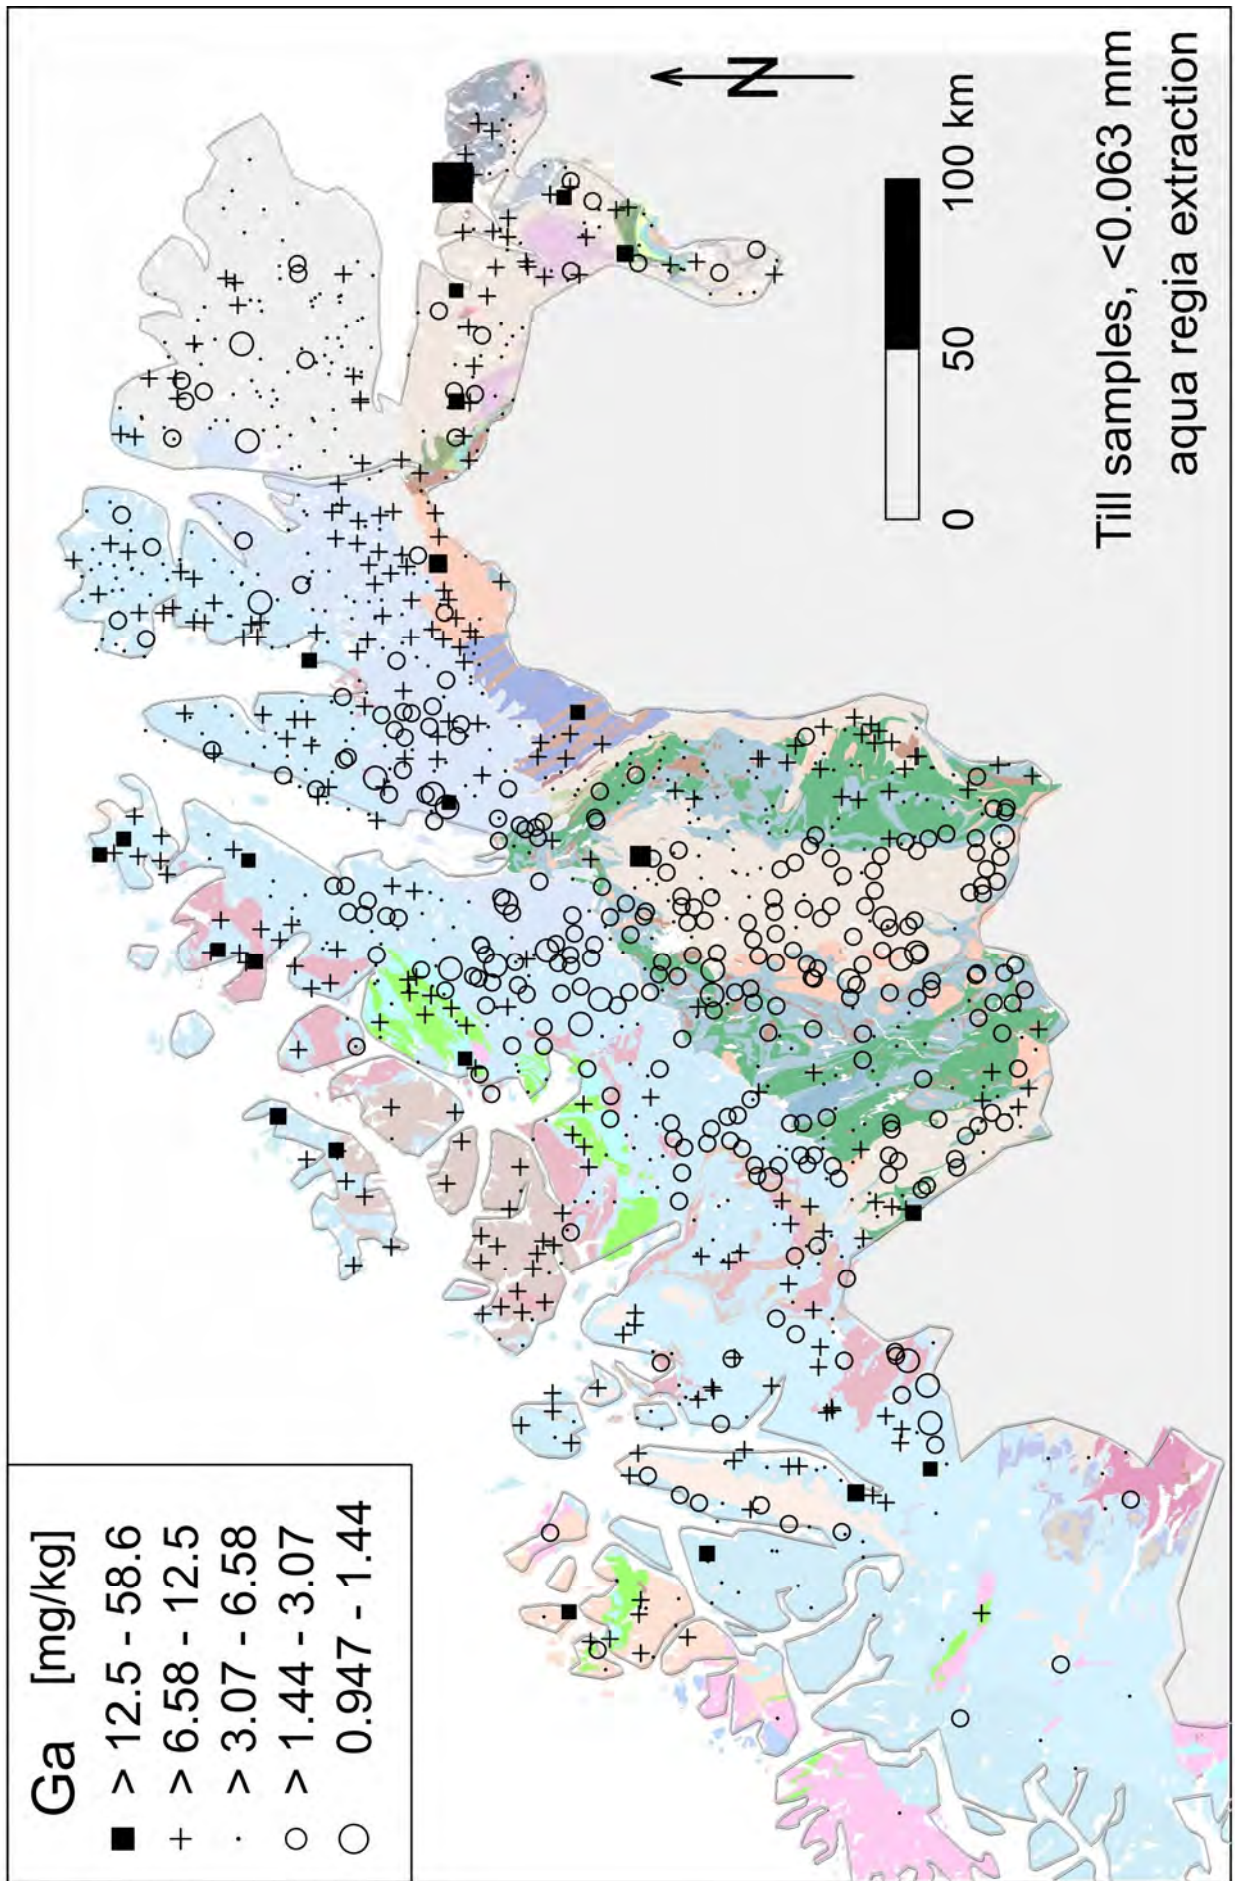 Ga [mg/kg]
> 12.5 - 58.6
> 6.58 - 12.5
> 3.07 - 6.58
> 1.44 - 3.07
0.947 - 1.44
N
0 50 100 km
Till samples, <0.063 mm
aqua regia extraction